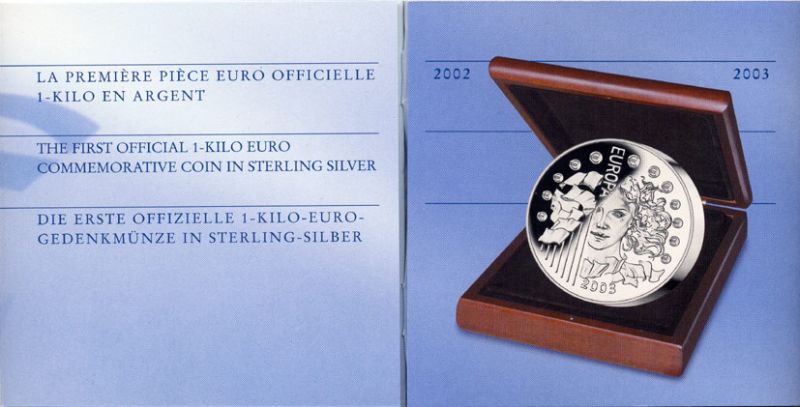 LA PREMIÈRE PIÈCE EURO OFFICIELLE
1-KILO EN ARGENT
THE FIRST OFFICIAL 1-KILO EURO
COMMEMORATIVE COIN IN STERLING SILVER
DIE ERSTE OFFIZIELLE 1-KILO-EURO-
GEDENKMÜNZE IN STERLING-SILBER
2002 2003
EUROPA
2003